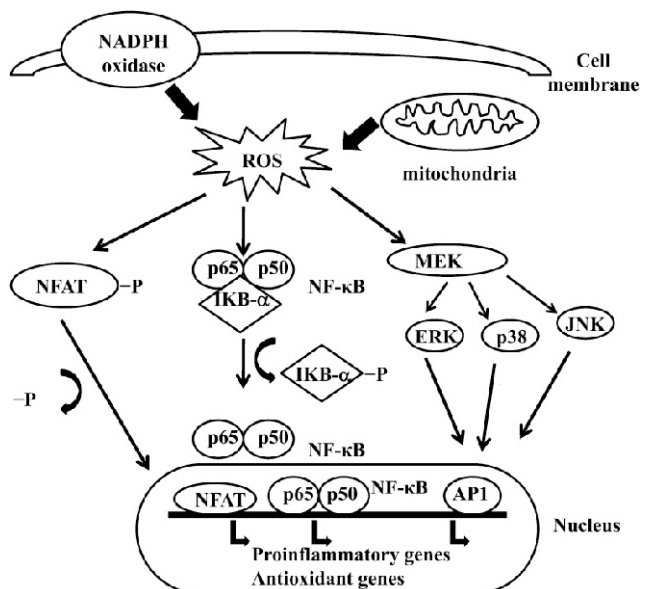 NADPH
oxidase
Cell
membrane
ROS
mitochondria
NFAT
–P
p65
p50
IKB-α
NF-κB
MEK
ERK
p38
JNK
–P
IKB-α
–P
p65
p50
NF-κB
NFAT
p65
p50
NF-κB
AP1
Nucleus
Proinflammatory genes
Antioxidant genes